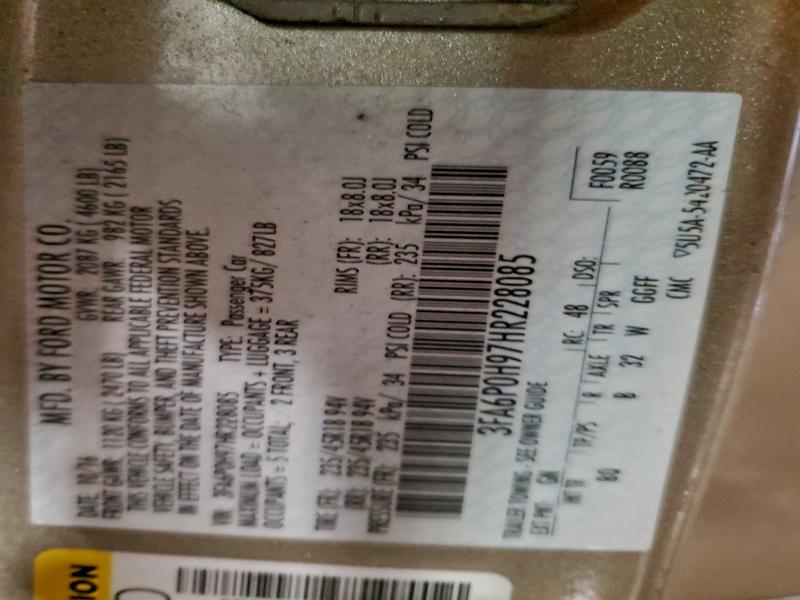 MFD. BY FORD MOTOR CO.
DATE: 10/16 GVWR: 2087 KG ( 4600 LB)
FRONT GAWR: 1120 KG ( 2470 LB) REAR GAWR: 982 KG ( 2165 LB)
THIS VEHICLE CONFORMS TO ALL APPLICABLE FEDERAL MOTOR
VEHICLE SAFETY, BUMPER, AND THEFT PREVENTION STANDARDS
IN EFFECT ON THE DATE OF MANUFACTURE SHOWN ABOVE.
VIN: 3FA6P0H97HR228085 TYPE: Passenger Car
MAXIMUM LOAD = OCCUPANTS + LUGGAGE = 375KG/ 827LB
OCCUPANTS = 5 TOTAL; 2 FRONT, 3 REAR
TIRE (FR): 235/45R18 94V RIMS (FR): 18x8.0J
(RR): 235/45R18 94V (RR): 18x8.0J
PRESSURE (FR): 235 kPa/ 34 PSI COLD (RR): 235 kPa/ 34 PSI COLD
3FA6P0H97HR228085
TRAILER TOWING - SEE OWNER GUIDE
EXT PNT: GN RC: 48 DSO: F0059
R0088
INT TR TP/PS R AXLE TR SPR
BQ B 32 W GGFF
CMC ▽5U5A-5420472-AA
ION